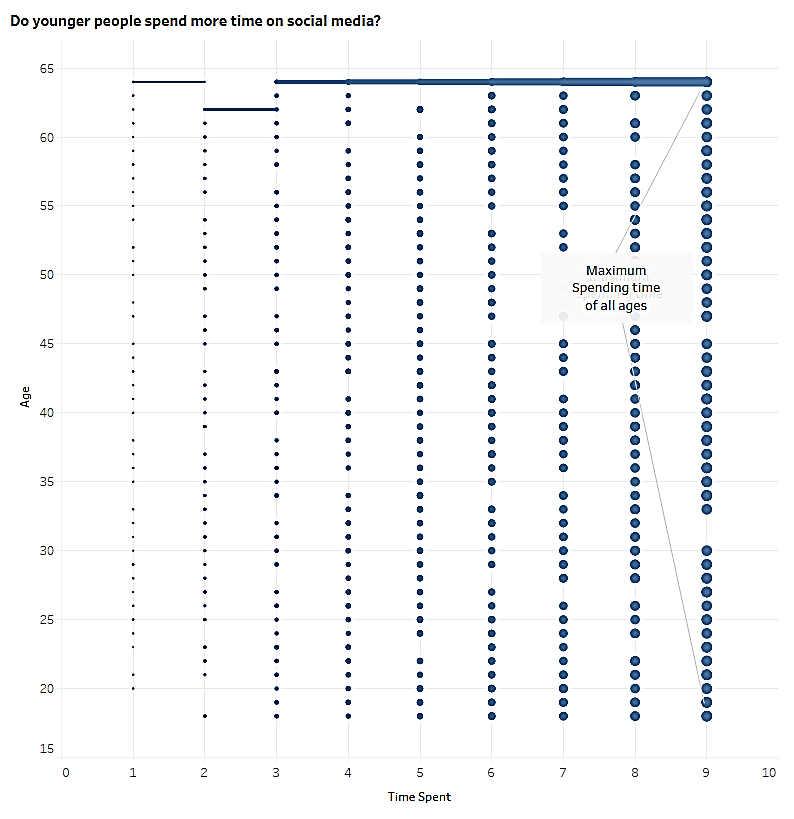 Do younger people spend more time on social media?
65
60
55
50
45
40
35
30
25
20
15
Age
Maximum
Spending time
of all ages
0 1 2 3 4 5 6 7 8 9 10
Time Spent